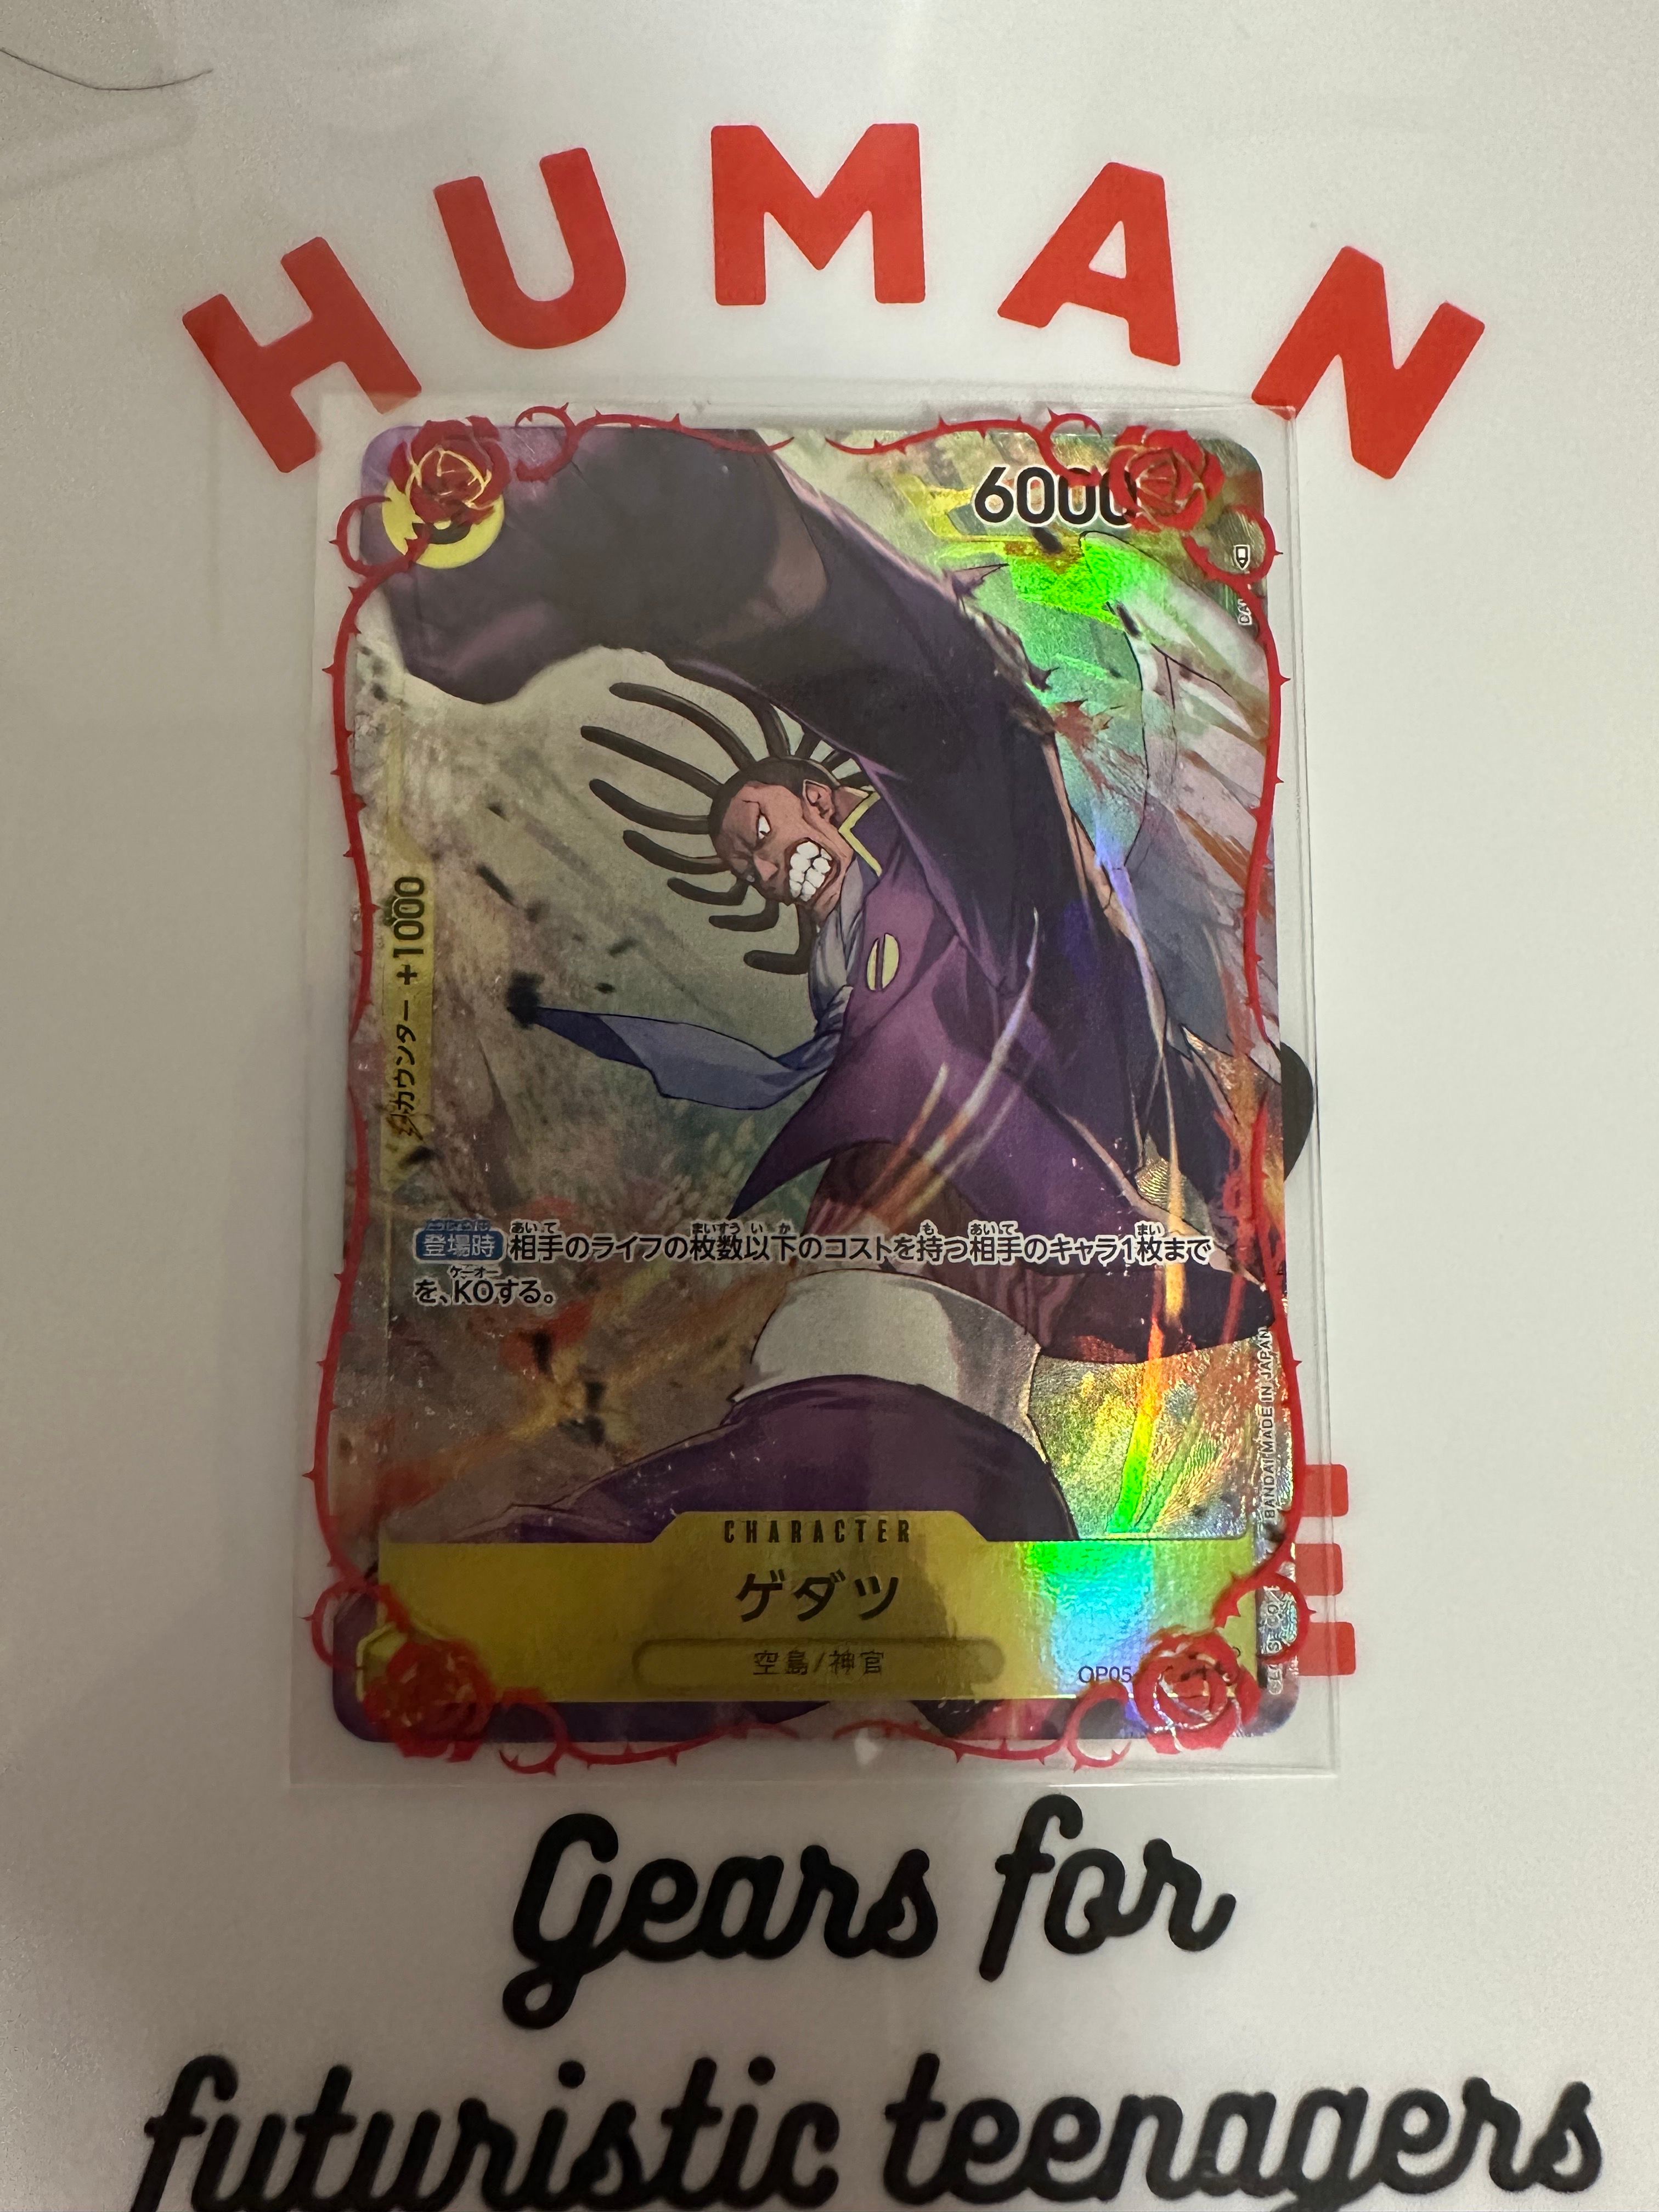 HUMAN
6000
カウンター +1000
登場時 相手のライフの枚数以下のコストを持つ相手のキャラ1枚まで
を、KOする。
BANDAI MADE IN JAPAN
CHARACTER
ゲダツ
空島/神官
OP05
Gears for
futuristic teenagers